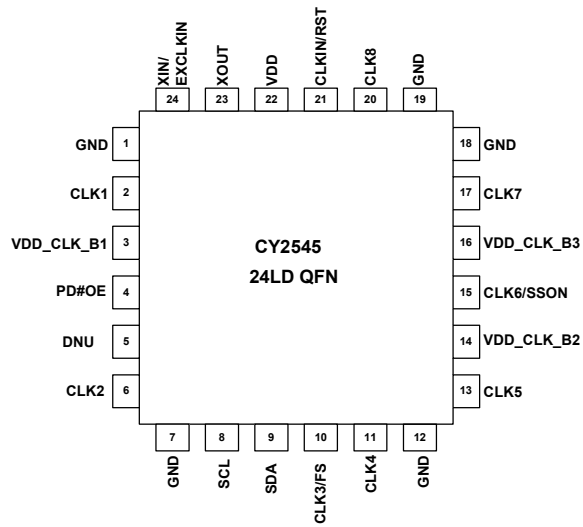 XIN/
EXCLKIN
XOUT
VDD
CLKIN/RST
CLK8
GND
24
23
22
21
20
19
GND 1
CLK1 2
VDD_CLK_B1 3
PD#OE 4
DNU 5
CLK2 6
CY2545
24LD QFN
18 GND
17 CLK7
16 VDD_CLK_B3
15 CLK6/SSON
14 VDD_CLK_B2
13 CLK5
7
8
9
10
11
12
GND
SCL
SDA
CLK3/FS
CLK4
GND